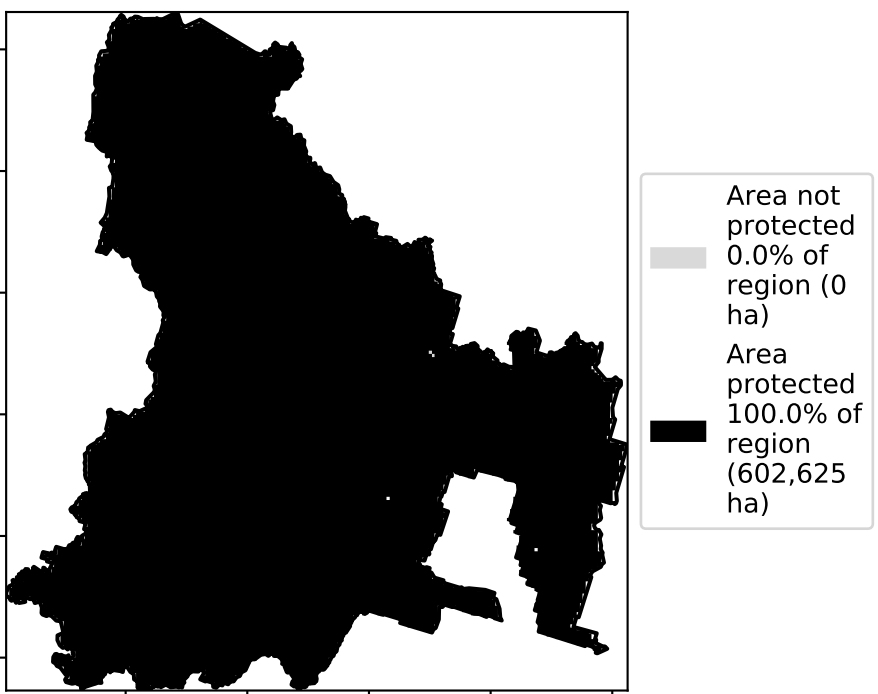 Area not
protected
0.0% of
region (0
ha)
Area
protected
100.0% of
region
(602,625
ha)